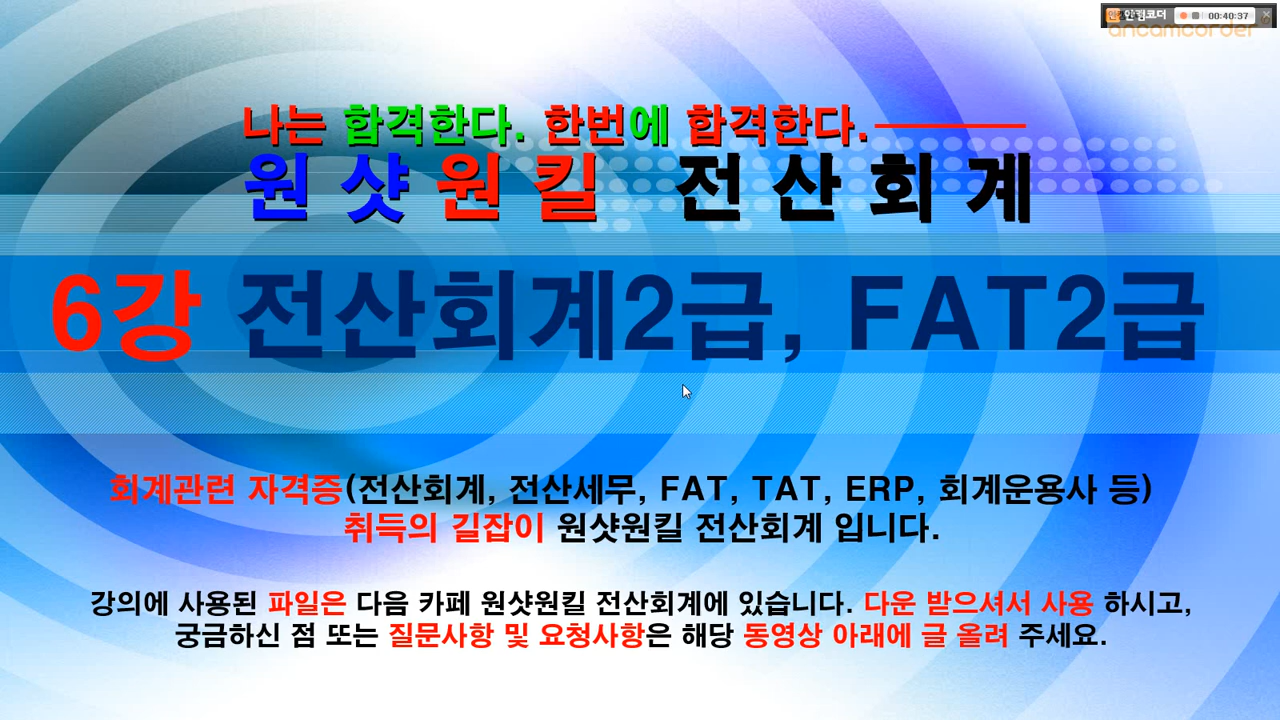 안캠코더 00:40:37
ancamcorder
나는 합격한다. 한번에 합격한다.
원 샷 원 킬 전 산 회 계
6강 전산회계2급, FAT2급
회계관련 자격증(전산회계, 전산세무, FAT, TAT, ERP, 회계운용사 등)
취득의 길잡이 원샷원킬 전산회계 입니다.
강의에 사용된 파일은 다음 카페 원샷원킬 전산회계에 있습니다. 다운 받으셔서 사용 하시고,
궁금하신 점 또는 질문사항 및 요청사항은 해당 동영상 아래에 글 올려 주세요.